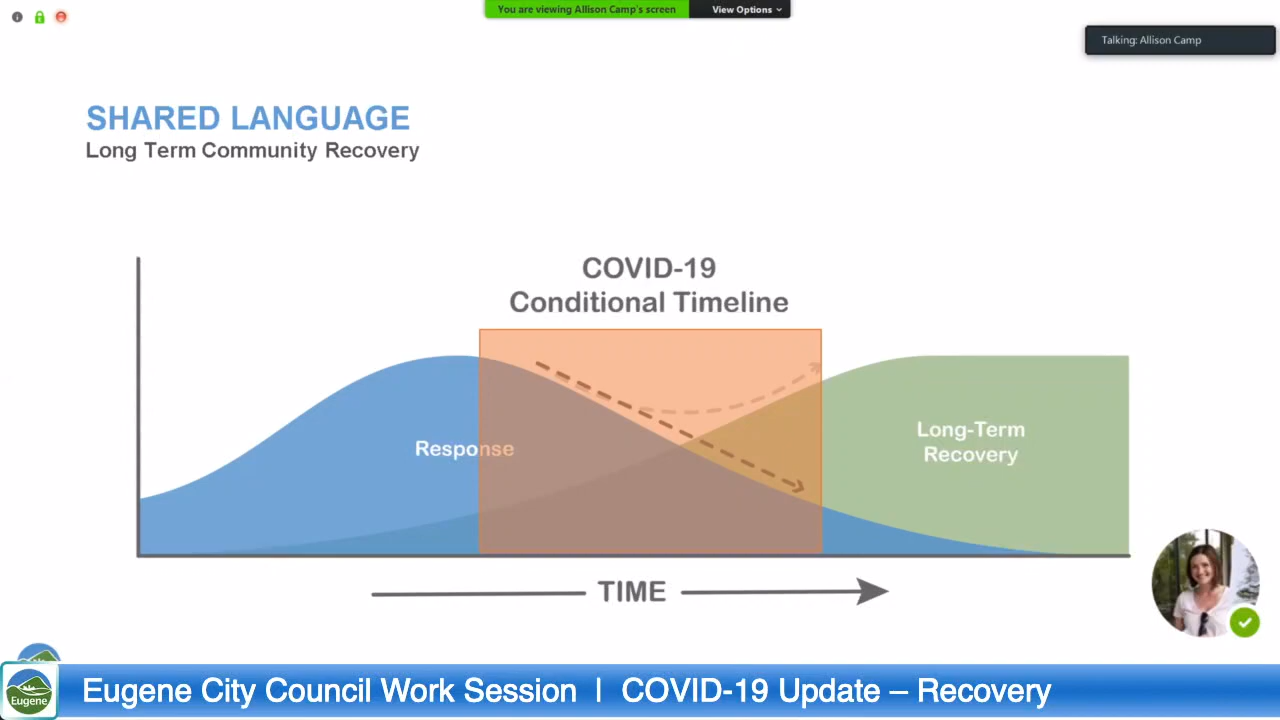 You are viewing Allison Camp's screen
View Options
Talking: Allison Camp
SHARED LANGUAGE
Long Term Community Recovery
COVID-19
Conditional Timeline
Response
Long-Term
Recovery
TIME
Eugene
Eugene City Council Work Session | COVID-19 Update – Recovery